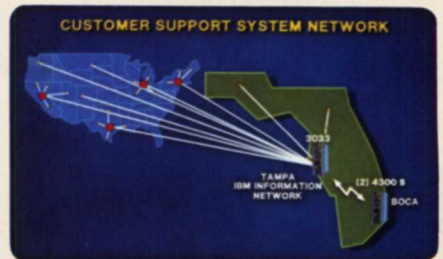 CUSTOMER SUPPORT SYSTEM NETWORK
3033
TAMPA
IBM INFORMATION
NETWORK
(2) 4300 S
BOCA